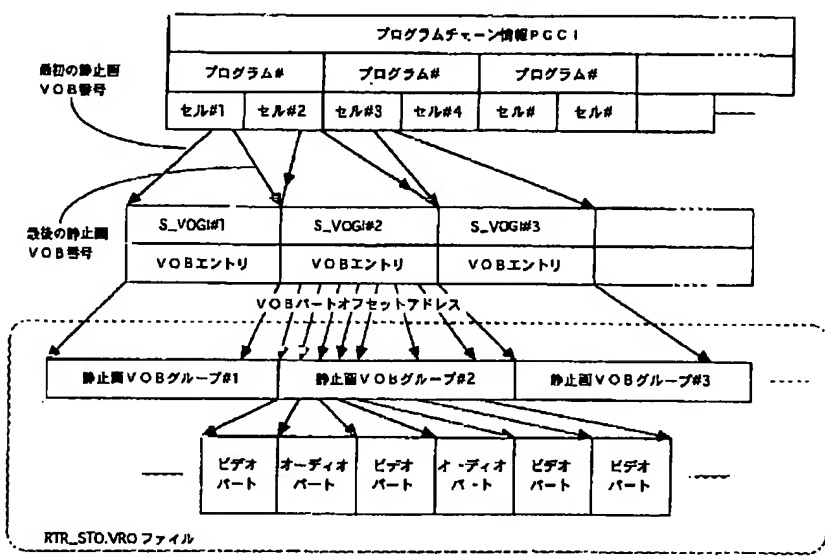 プログラムチャーン情報PGCI
最初の静止画
VOB番号
プログラム# プログラム# プログラム#
セル#1 セル#2 セル#3 セル#4 セル# セル#
最後の静止画
VOB番号
S_VOGI#1 S_VOGI#2 S_VOGI#3
VOBエントリ VOBエントリ VOBエントリ
VOBパートオフセットアドレス
静止画VOBグループ#1 静止画VOBグループ#2 静止画VOBグループ#3
ビデオ オーディオ ビデオ オーディオ ビデオ ビデオ
パート パート パート パート パート パート
RTR_STO.VROファイル